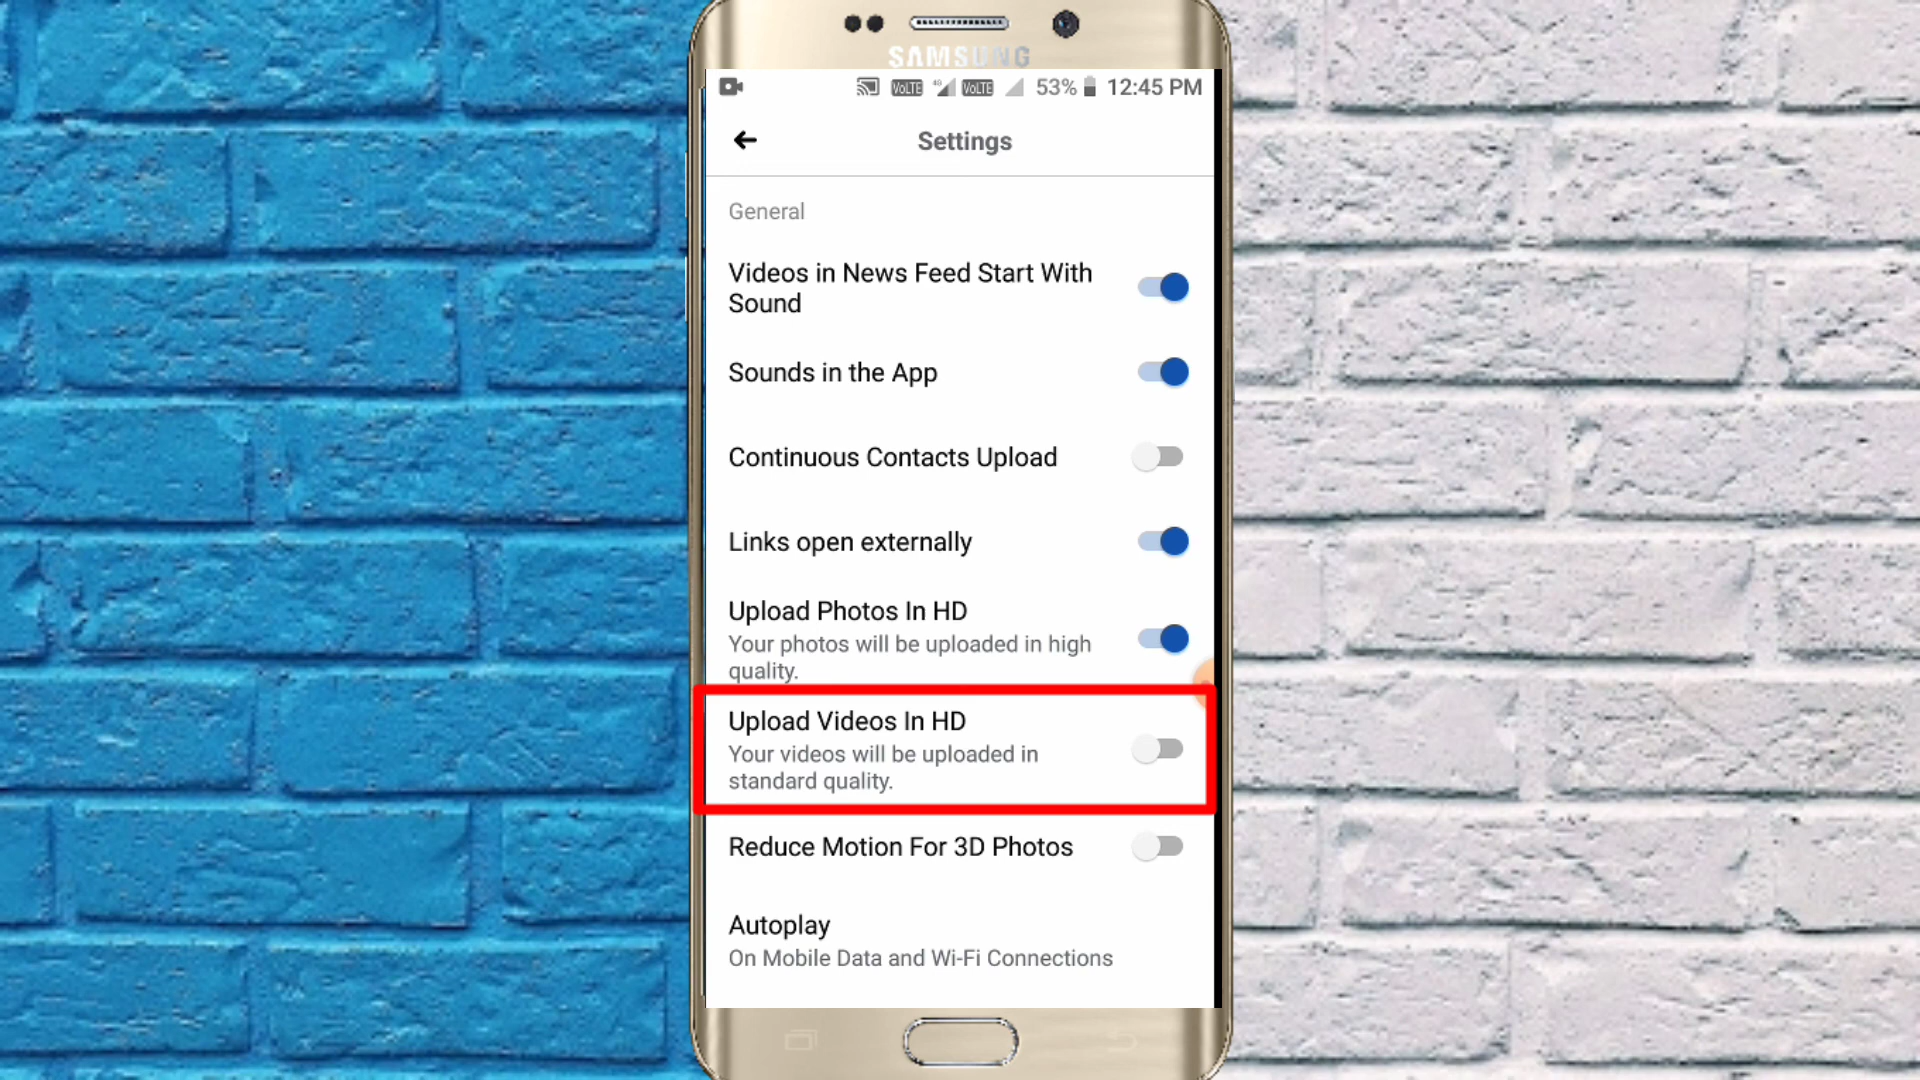 SAMSUNG
VoLTE 4G VoLTE 53% 12:45 PM
Settings
General
Videos in News Feed Start With
Sound
Sounds in the App
Continuous Contacts Upload
Links open externally
Upload Photos In HD
Your photos will be uploaded in high
quality.
Upload Videos In HD
Your videos will be uploaded in
standard quality.
Reduce Motion For 3D Photos
Autoplay
On Mobile Data and Wi-Fi Connections